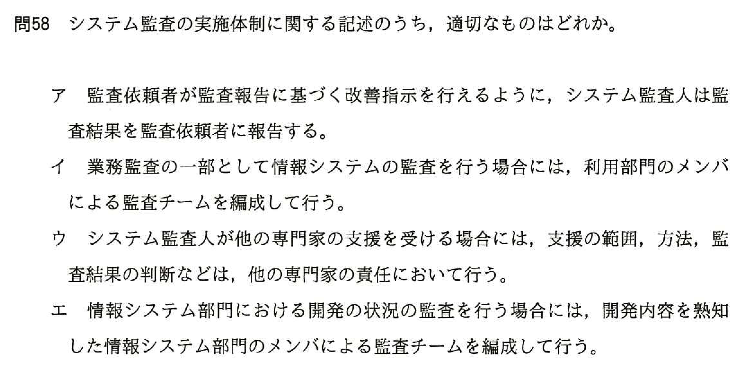 問58 システム監査の実施体制に関する記述のうち，適切なものはどれか。
ア 監査依頼者が監査報告に基づく改善指示を行えるように，システム監査人は監
査結果を監査依頼者に報告する。
イ 業務監査の一部として情報システムの監査を行う場合には，利用部門のメンバ
による監査チームを編成して行う。
ウ システム監査人が他の専門家の支援を受ける場合には，支援の範囲，方法，監
査結果の判断などは，他の専門家の責任において行う。
エ 情報システム部門における開発の状況の監査を行う場合には，開発内容を熟知
した情報システム部門のメンバによる監査チームを編成して行う。